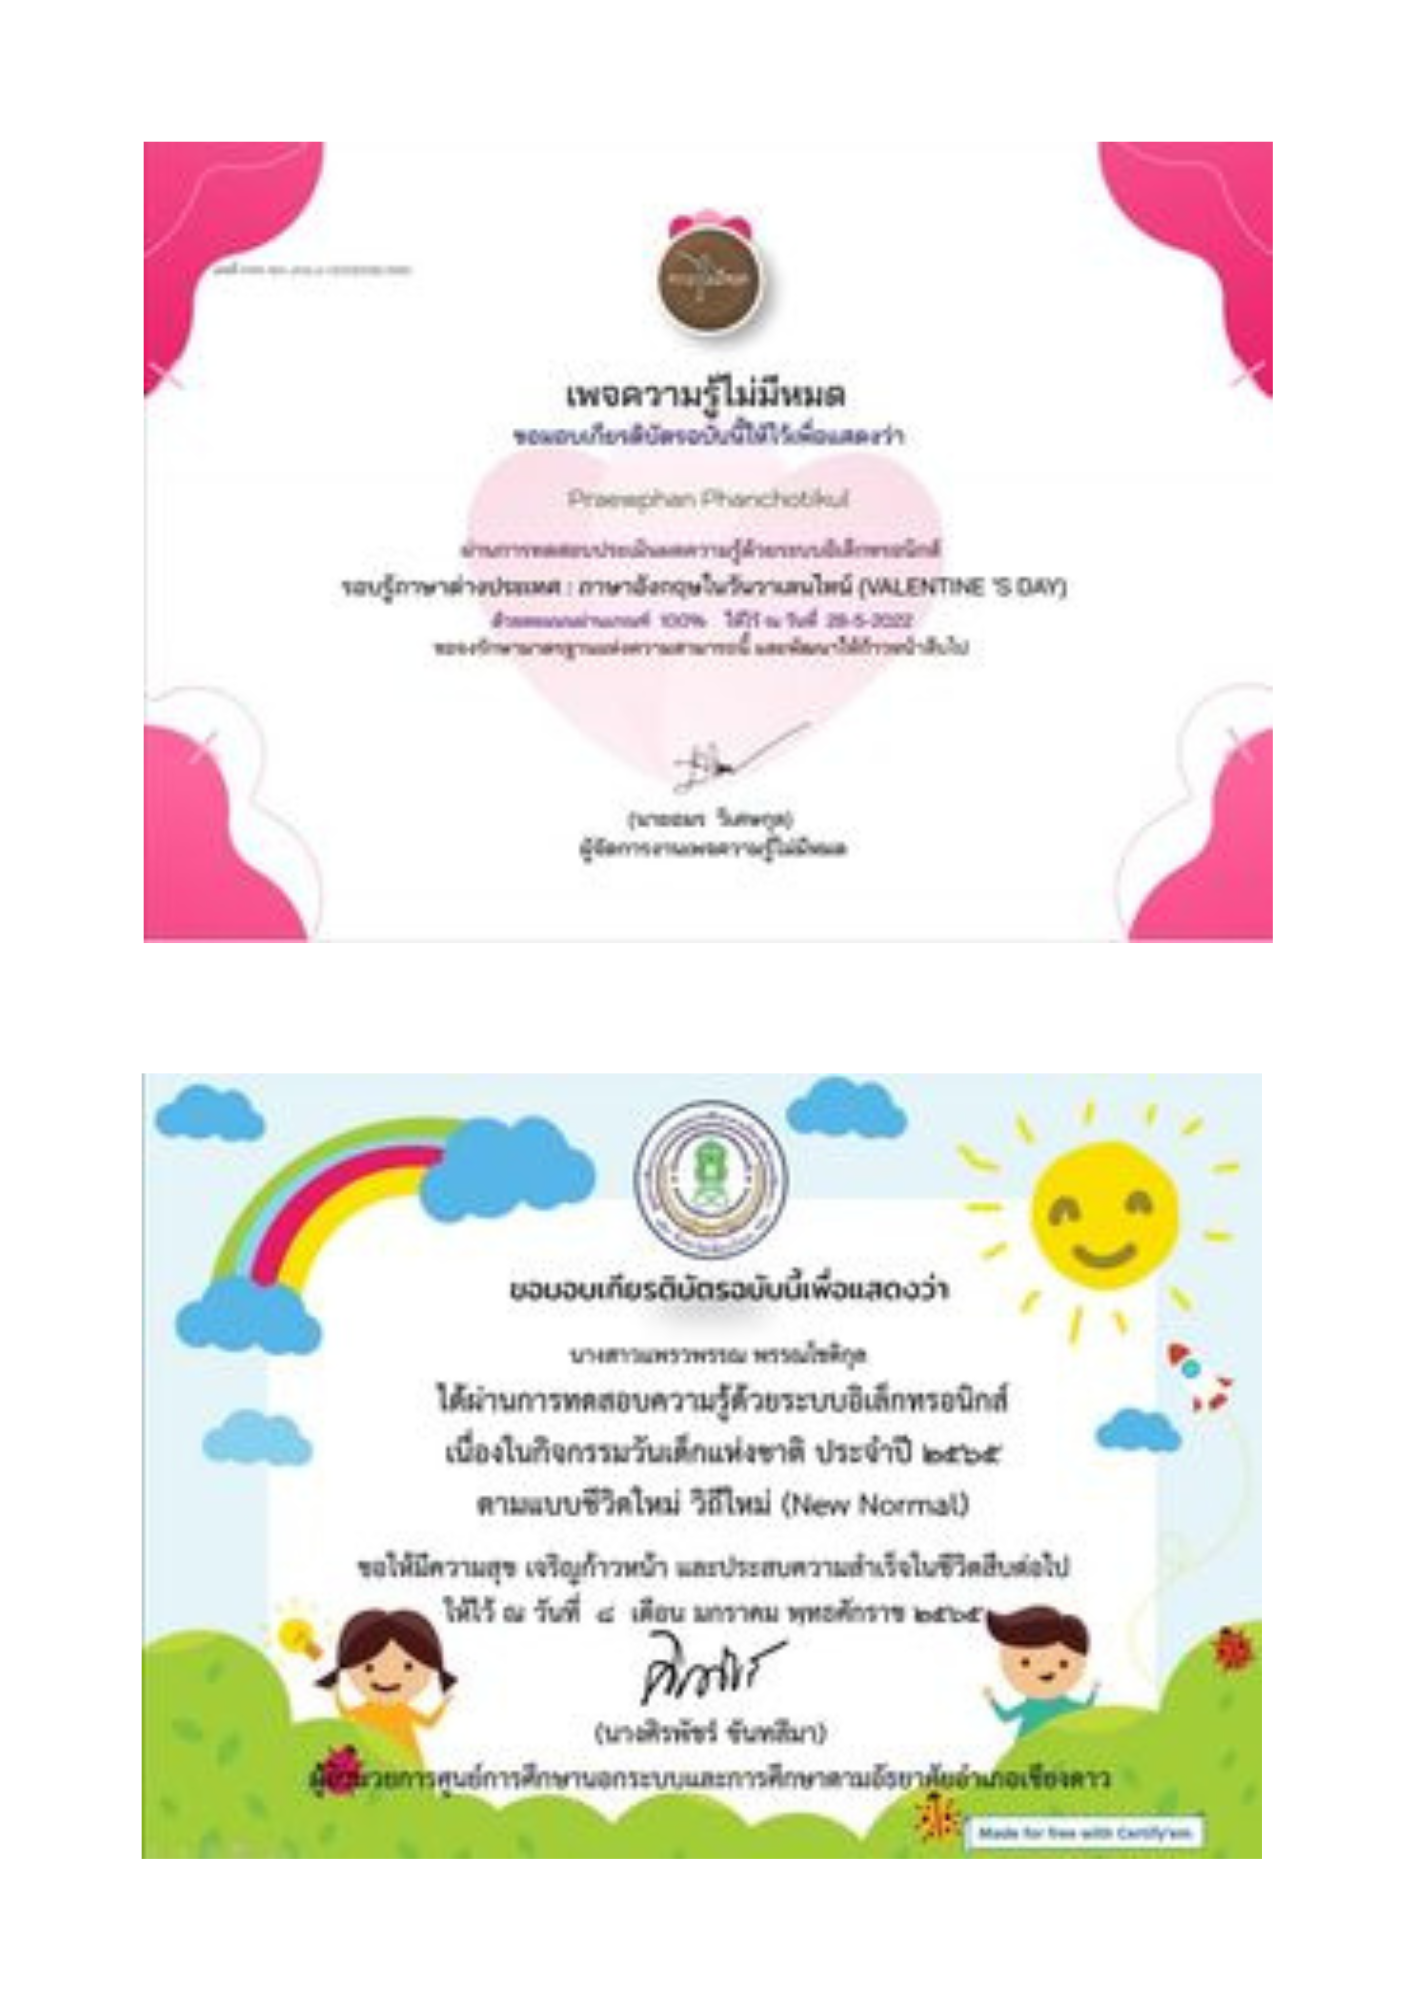 เพจความรู้ไม่มีหมด
ขอมอบเกียรติบัตรฉบับนี้ให้ไว้เพื่อแสดงว่า
Praewphan Phanchotikul
ผ่านการทดสอบประเมินผลความรู้ด้วยระบบอิเล็กทรอนิกส์
รอบรู้ภาษาต่างประเทศ : ภาษาอังกฤษในวันวาเลนไทน์ (VALENTINE 'S DAY)
ด้วยคะแนนผ่านเกณฑ์ 100% ให้ไว้ ณ วันที่ 28-5-2022
ขอจงรักษามาตรฐานแห่งความสามารถนี้ และพัฒนาให้ก้าวหน้าสืบไป
วิเศษกุล)
ผู้จัดการงานเพจความรู้ไม่มีหมด
ขอมอบเกียรติบัตรฉบับนี้เพื่อแสดงว่า
นางสาวแพรวพรรณ พรรณโชติกุล
ได้ผ่านการทดสอบความรู้ด้วยระบบอิเล็กทรอนิกส์
เนื่องในกิจกรรมวันเด็กแห่งชาติ ประจำปี ๒๕๖๕
ตามแบบชีวิตใหม่ วิถีใหม่ (New Normal)
ขอให้มีความสุข เจริญก้าวหน้า และประสบความสำเร็จในชีวิตสืบต่อไป
ให้ไว้ ณ วันที่ ๘ เดือน มกราคม พุทธศักราช ๒๕๖๕
(นางศิรพัชร์ ขันทสีมา)
ผู้อำนวยการศูนย์การศึกษานอกระบบและการศึกษาตามอัธยาศัยอำเภอเชียงดาว
Made for free with Certify'em